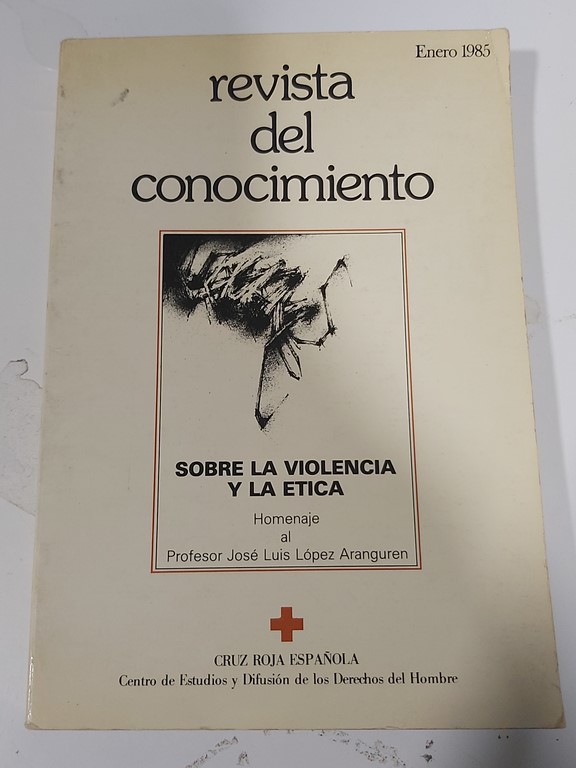 Enero 1985
revista
del
conocimiento
SOBRE LA VIOLENCIA
Y LA ETICA
Homenaje
al
Profesor José Luis López Aranguren
CRUZ ROJA ESPAÑOLA
Centro de Estudios y Difusión de los Derechos del Hombre